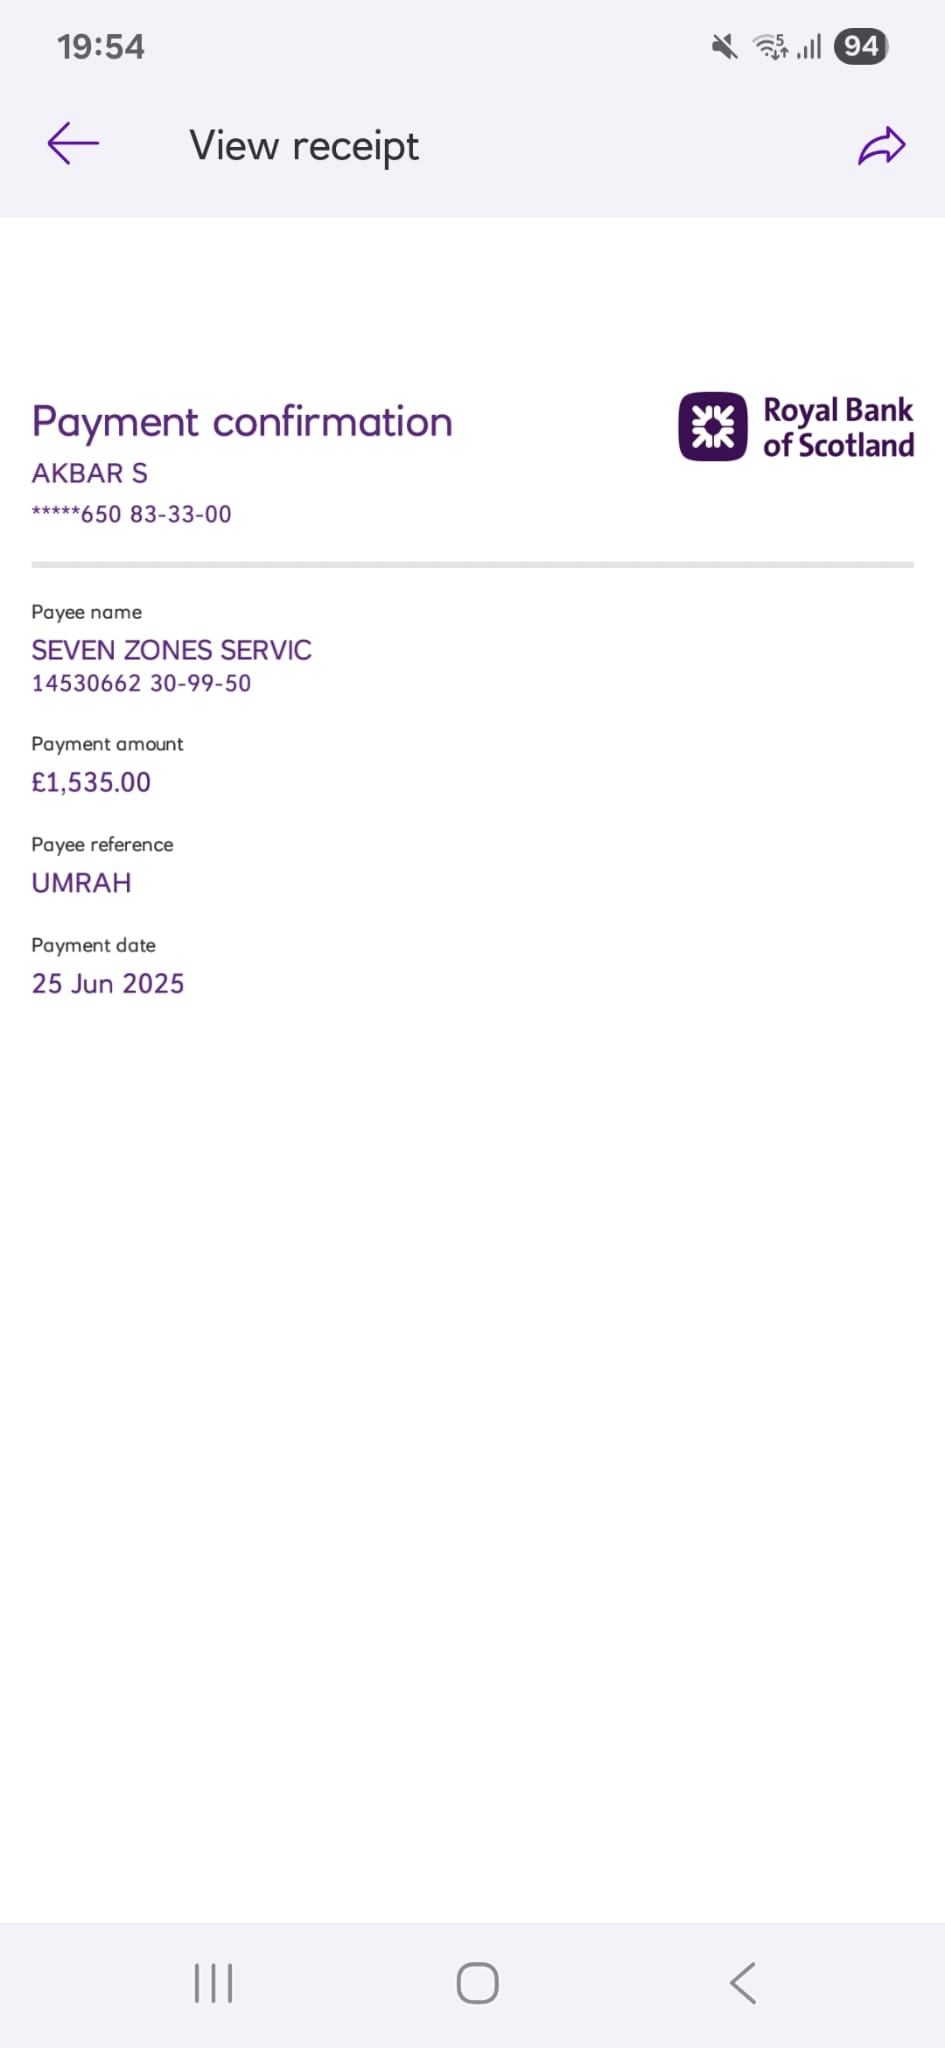 19:54
5
94
View receipt
Payment confirmation
Royal Bank
of Scotland
AKBAR S
*****650 83-33-00
Payee name
SEVEN ZONES SERVIC
14530662 30-99-50
Payment amount
£1,535.00
Payee reference
UMRAH
Payment date
25 Jun 2025